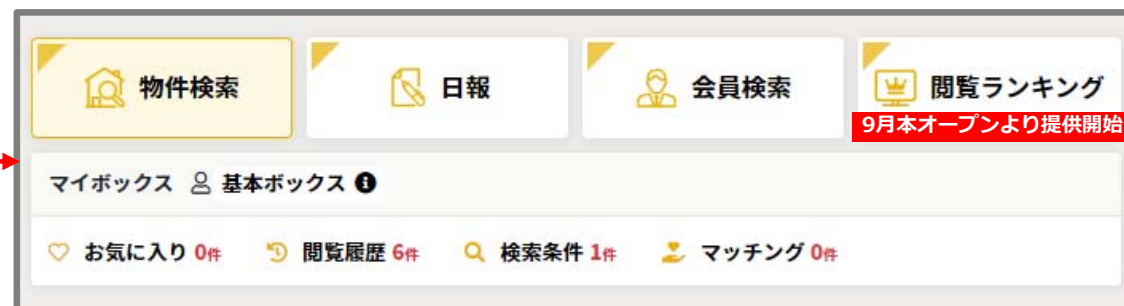 物件検索 日報 会員検索 閲覧ランキング
9月本オープンより提供開始
マイボックス 基本ボックス
お気に入り 0件 閲覧履歴 6件 検索条件 1件 マッチング 0件